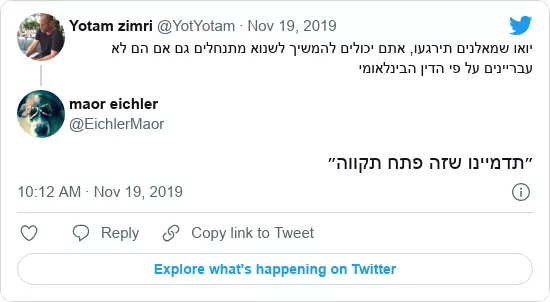 Yotam zimri @YotYotam · Nov 19, 2019
יואו שמאלנים תירגעו, אתם יכולים להמשיך לשנוא מתנחלים גם אם הם לא
עבריינים על פי הדין הבינלאומי
maor eichler
@EichlerMaor
״תדמיינו שזה פתח תקווה״
10:12 AM · Nov 19, 2019
Reply
Copy link to Tweet
Explore what's happening on Twitter